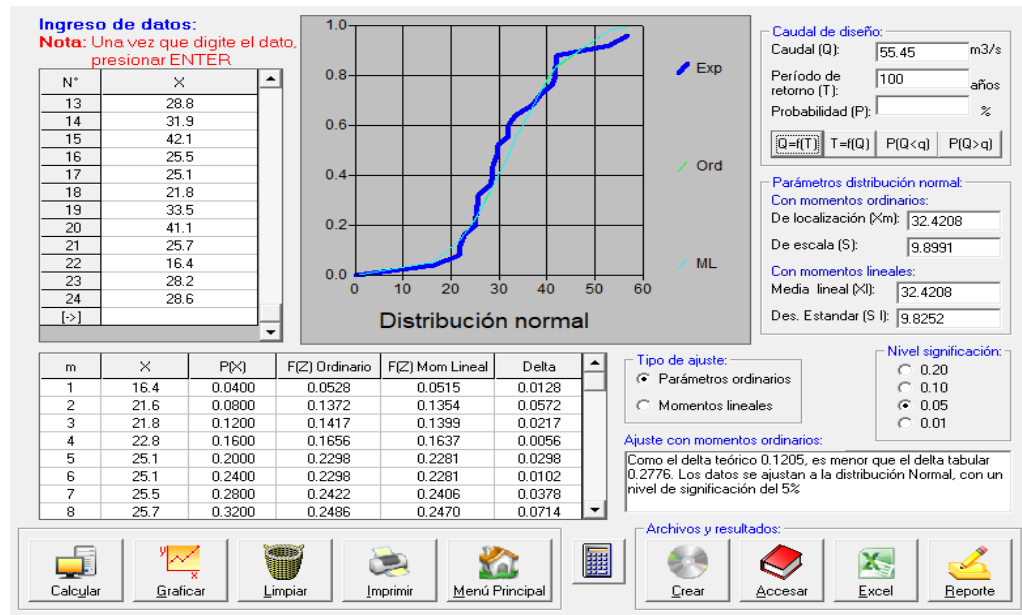 Ingreso de datos:
Nota: Una vez que digite el dato,
presionar ENTER
N° X
13 28.8
14 31.9
15 42.1
16 25.5
17 25.1
18 21.8
19 33.5
20 41.1
21 25.7
22 16.4
23 28.2
24 28.6
[->]
1.0
0.8
0.6
0.4
0.2
0.0
0 10 20 30 40 50 60
Distribución normal
Exp
Ord
ML
Caudal de diseño:
Caudal (Q): 55.45 m3/s
Período de
retorno (T): 100 años
Probabilidad (P): %
Q=f(T) T=f(Q) P(Q<q) P(Q>q)
Parámetros distribución normal:
Con momentos ordinarios:
De localización (Xm): 32.4208
De escala (S): 9.8991
Con momentos lineales:
Media lineal (Xl): 32.4208
Des. Estandar (S l): 9.8252
m X P(X) F(Z) Ordinario F(Z) Mom Lineal Delta
1 16.4 0.0400 0.0528 0.0515 0.0128
2 21.6 0.0800 0.1372 0.1354 0.0572
3 21.8 0.1200 0.1417 0.1399 0.0217
4 22.8 0.1600 0.1656 0.1637 0.0056
5 25.1 0.2000 0.2298 0.2281 0.0298
6 25.1 0.2400 0.2298 0.2281 0.0102
7 25.5 0.2800 0.2422 0.2406 0.0378
8 25.7 0.3200 0.2486 0.2470 0.0714
Tipo de ajuste:
Parámetros ordinarios
Momentos lineales
Nivel significación:
0.20
0.10
0.05
0.01
Ajuste con momentos ordinarios:
Como el delta teórico 0.1205, es menor que el delta tabular
0.2776. Los datos se ajustan a la distribución Normal, con un
nivel de significación del 5%
Calcular Graficar Limpiar Imprimir Menú Principal
Archivos y resultados:
Crear Accesar Excel Reporte